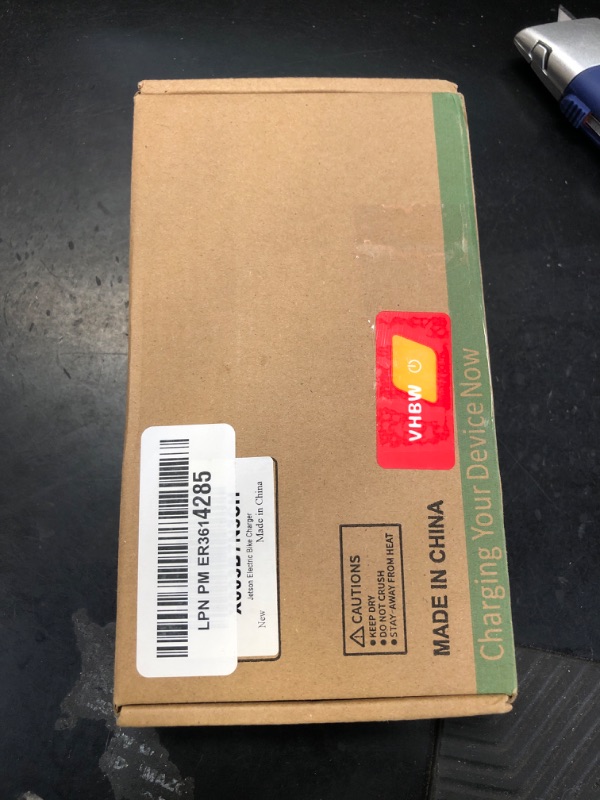 LPN PM ER3614285
Jetson Electric Bike Charger
New
Made in China
VHBW
⚠ CAUTIONS
• KEEP DRY
• DO NOT CRUSH
• STAY-AWAY FROM HEAT
MADE IN CHINA
Charging Your Device Now